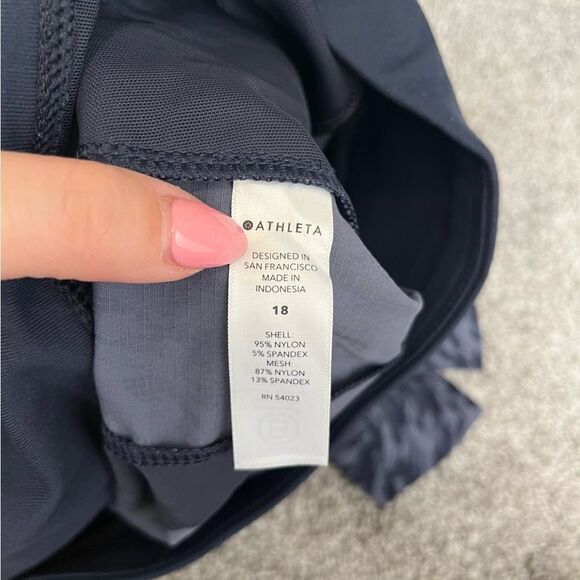 ATHLETA
DESIGNED IN
SAN FRANCISCO
MADE IN
INDONESIA
18
SHELL:
95% NYLON
5% SPANDEX
MESH:
87% NYLON
13% SPANDEX
RN 54023
B